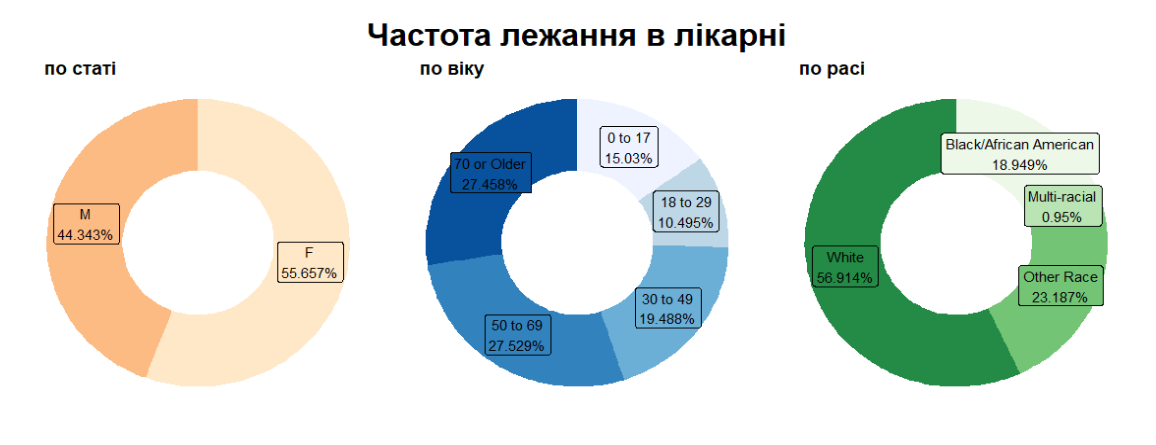 Частота лежання в лікарні
по статі
M
44.343%
F
55.657%
по віку
0 to 17
15.03%
18 to 29
10.495%
30 to 49
19.488%
50 to 69
27.529%
70 or Older
27.458%
по расі
Black/African American
18.949%
Multi-racial
0.95%
Other Race
23.187%
White
56.914%